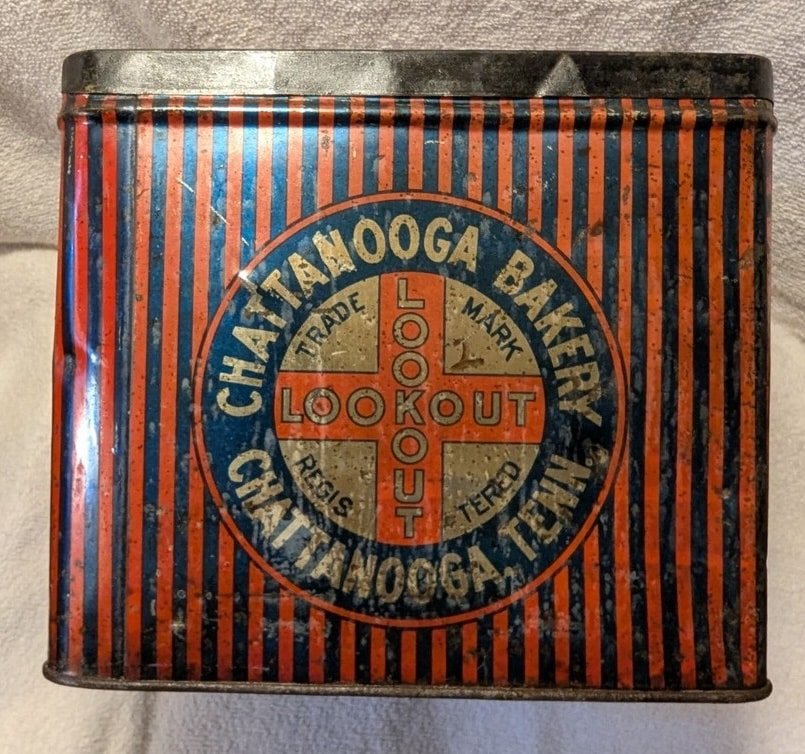 CHATTANOOGA BAKERY
TRADE MARK
LOOKOUT
LOOKOUT
REGIS TERED
CHATTANOOGA, TENN.